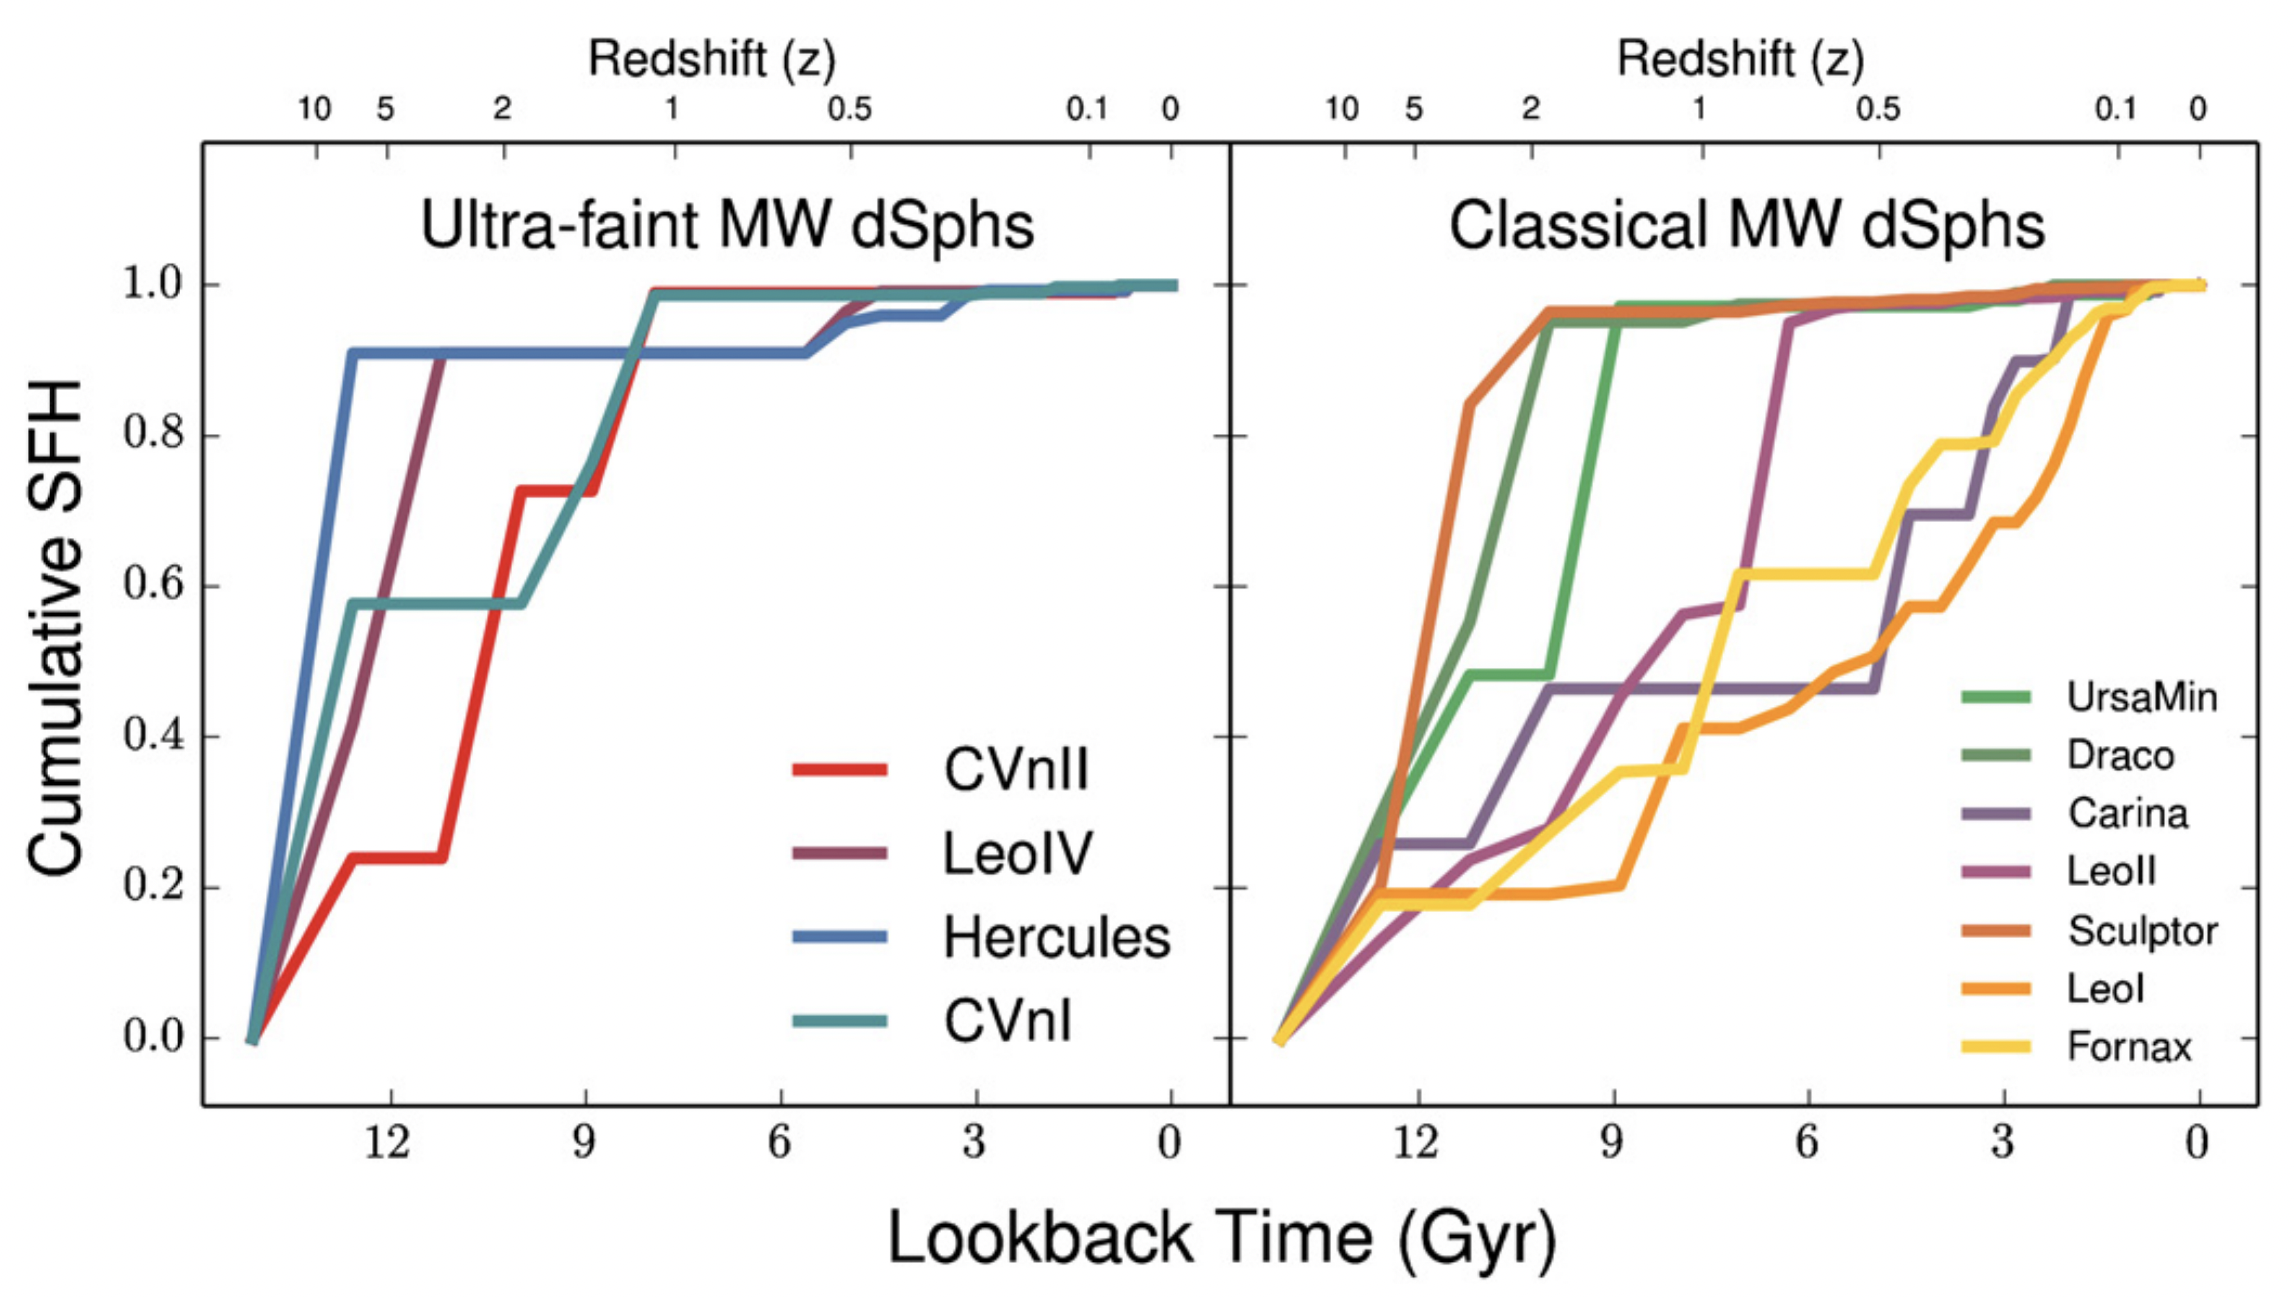 Redshift (z) Redshift (z)
10 5 2 1 0.5 0.1 0 10 5 2 1 0.5 0.1 0
Ultra-faint MW dSphs Classical MW dSphs
1.0
0.8
0.6
0.4
0.2
0.0
Cumulative SFH
CVnII
LeoIV
Hercules
CVnI
UrsaMin
Draco
Carina
LeoII
Sculptor
LeoI
Fornax
12 9 6 3 0 12 9 6 3 0
Lookback Time (Gyr)